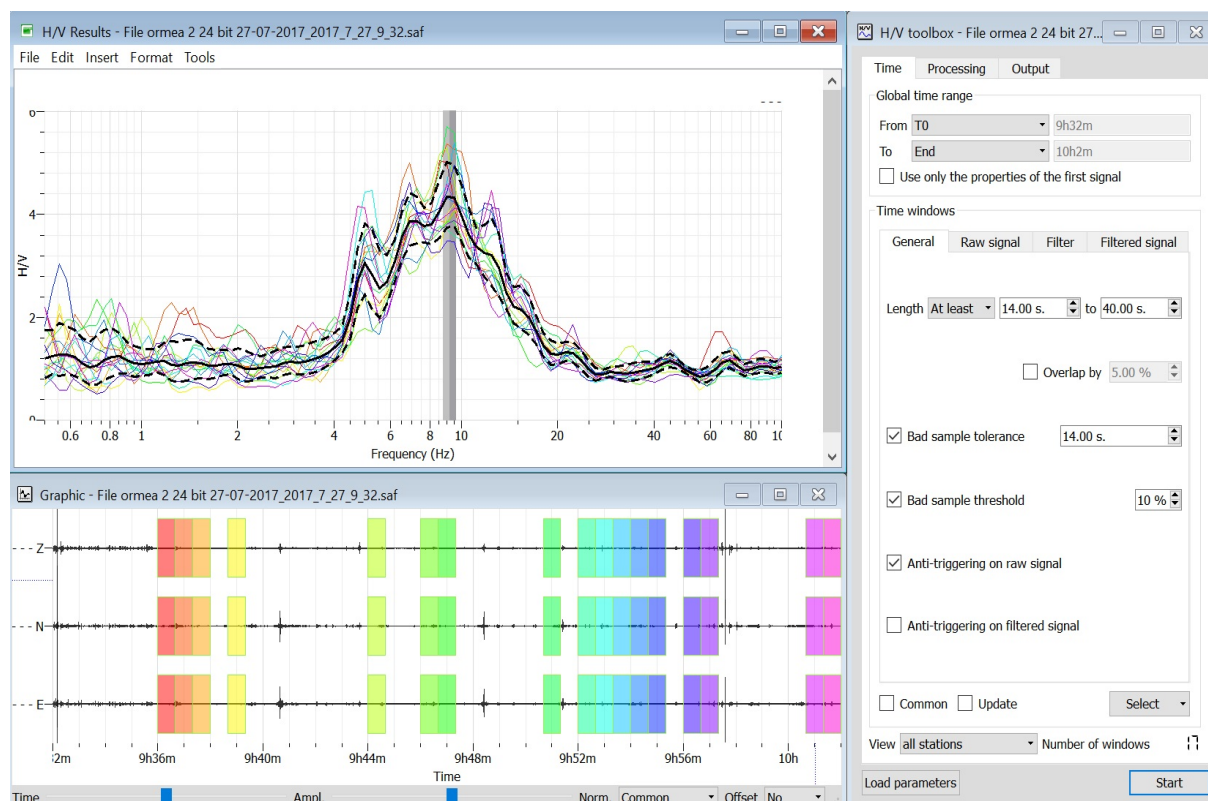 H/V Results - File ormea 2 24 bit 27-07-2017_2017_7_27_9_32.saf
File Edit Insert Format Tools
---
6
4
2
0
H/V
0.6 0.8 1 2 4 6 8 10 20 40 60 80 10
Frequency (Hz)
Graphic - File ormea 2 24 bit 27-07-2017_2017_7_27_9_32.saf
--- Z
--- N
--- E
2m 9h36m 9h40m 9h44m 9h48m 9h52m 9h56m 10h
Time
Time Ampl. Norm. Common Offset No
H/V toolbox - File ormea 2 24 bit 27...
Time Processing Output
Global time range
From T0 9h32m
To End 10h2m
Use only the properties of the first signal
Time windows
General Raw signal Filter Filtered signal
Length At least 14.00 s. to 40.00 s.
Overlap by 5.00 %
Bad sample tolerance 14.00 s.
Bad sample threshold 10 %
Anti-triggering on raw signal
Anti-triggering on filtered signal
Common Update Select
View all stations Number of windows 17
Load parameters Start